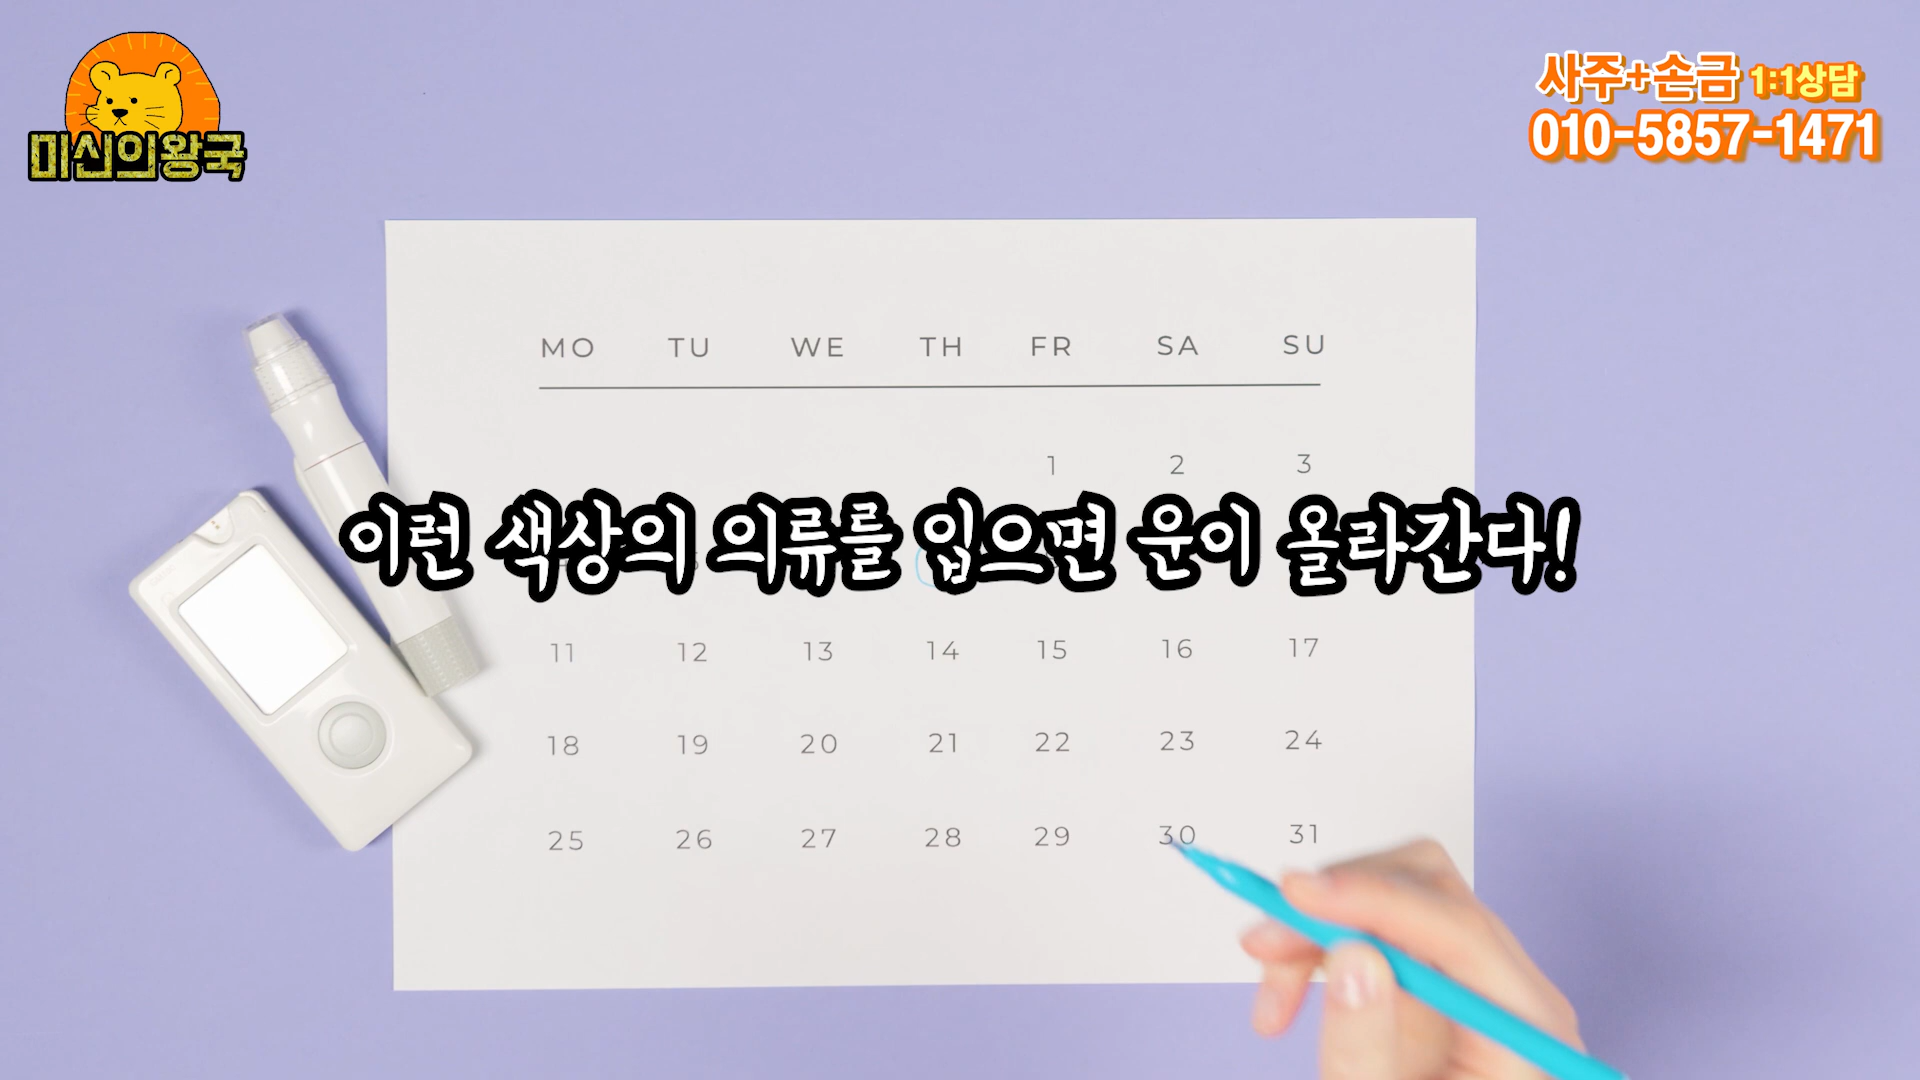 미신의왕국
사주+손금 1:1상담
010-5857-1471
MO TU WE TH FR SA SU
1 2 3
이런 색상의 의류를 입으면 운이 올라간다!
11 12 13 14 15 16 17
18 19 20 21 22 23 24
25 26 27 28 29 30 31